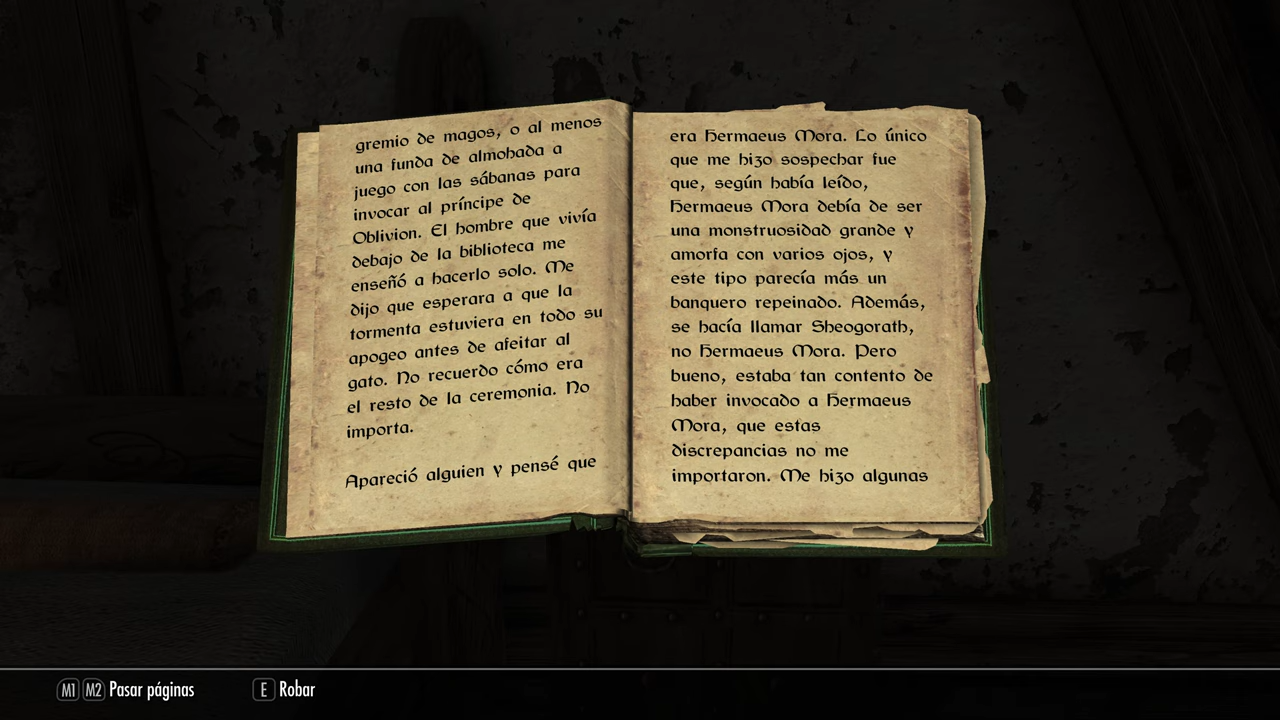 gremio de magos, o al menos
una funda de almohada a
juego con las sábanas para
invocar al príncipe de
Oblivion. El hombre que vivía
debajo de la biblioteca me
enseñó a hacerlo solo. Me
dijo que esperara a que la
tormenta estuviera en todo su
apogeo antes de afeitar al
gato. No recuerdo cómo era
el resto de la ceremonia. No
importa.
Apareció alguien y pensé que
era Hermaeus Mora. Lo único
que me hizo sospechar fue
que, según había leído,
Hermaeus Mora debía de ser
una monstruosidad grande y
amorfa con varios ojos, y
este tipo parecía más un
banquero repeinado. Además,
se hacía llamar Sheogorath,
no Hermaeus Mora. Pero
bueno, estaba tan contento de
haber invocado a Hermaeus
Mora, que estas
discrepancias no me
importaron. Me hizo algunas
M1 M2 Pasar páginas
E Robar